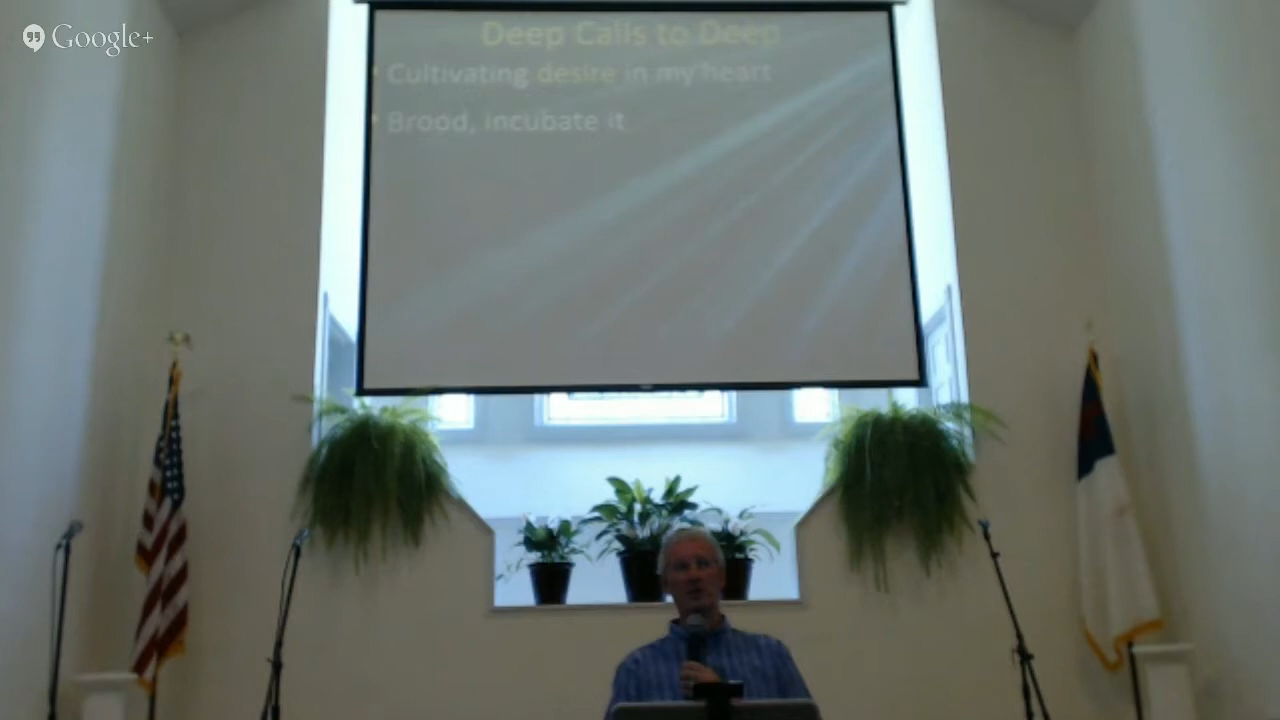 Google+
Deep Calls to Deep
Cultivating desire in my heart
Brood, incubate it